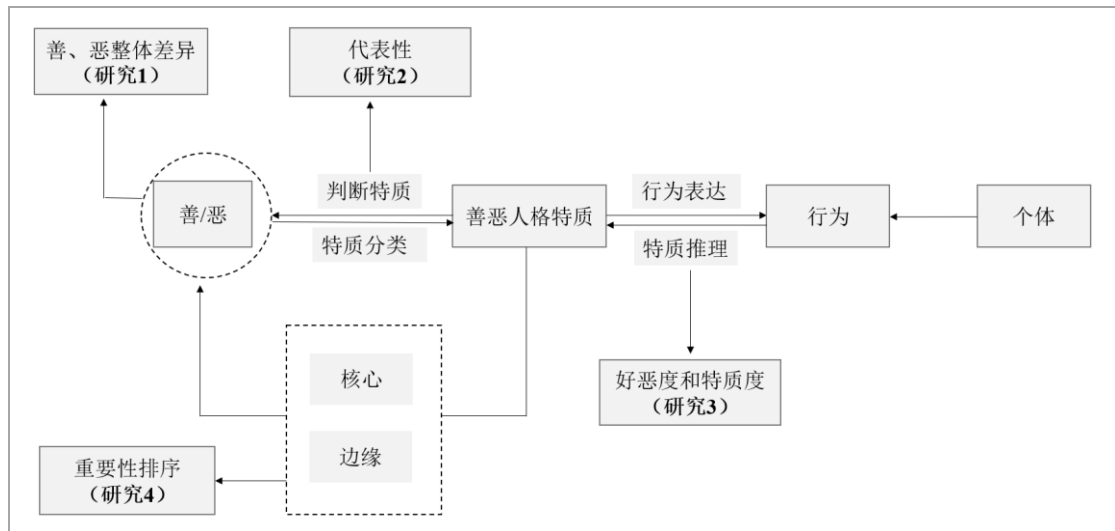 善、恶整体差异
（研究1）
代表性
（研究2）
判断特质
行为表达
善/恶
善恶人格特质
行为
个体
特质分类
特质推理
核心
好恶度和特质度
（研究3）
边缘
重要性排序
（研究4）